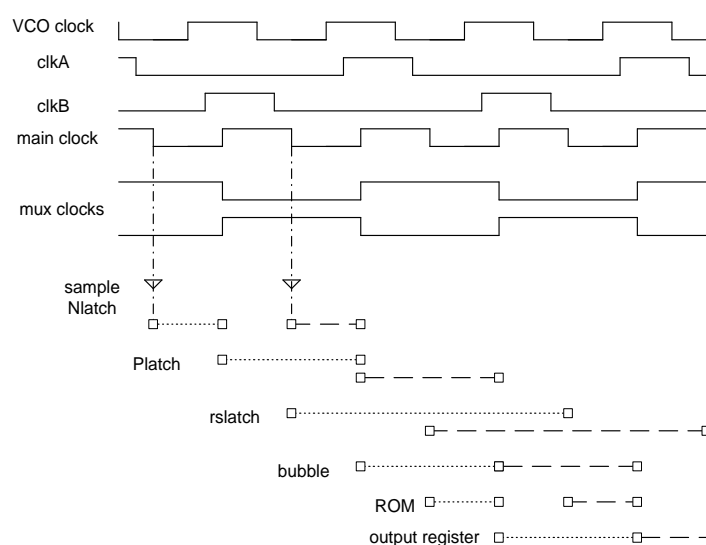 VCO clock
clkA
clkB
main clock
mux clocks
sample
Nlatch
Platch
rslatch
bubble
ROM
output register